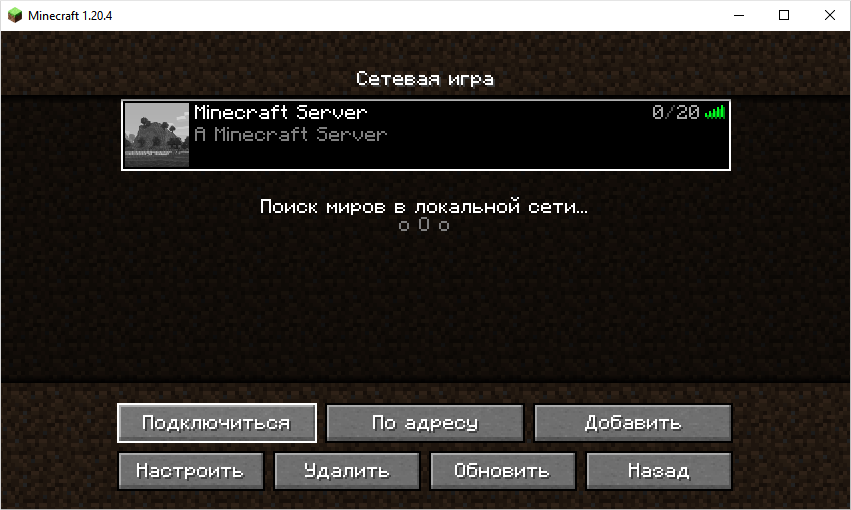 Minecraft 1.20.4
Сетевая игра
Minecraft Server 0/20
A Minecraft Server
Поиск миров в локальной сети...
o O o
Подключиться По адресу Добавить
Настроить Удалить Обновить Назад